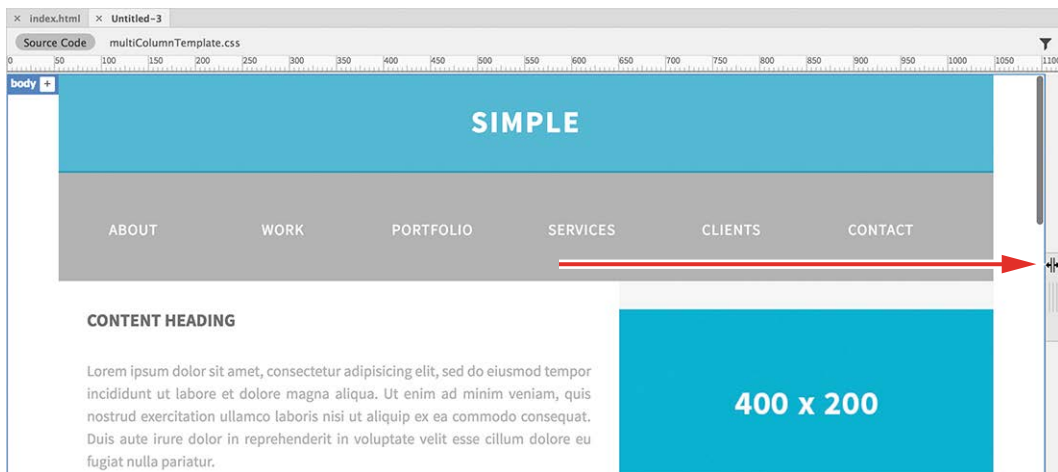 × index.html × Untitled-3
Source Code multiColumnTemplate.css
0 50 100 150 200 250 300 350 400 450 500 550 600 650 700 750 800 850 900 950 1000 1050 1100
body +
SIMPLE
ABOUT WORK PORTFOLIO SERVICES CLIENTS CONTACT
CONTENT HEADING
Lorem ipsum dolor sit amet, consectetur adipisicing elit, sed do eiusmod tempor
incididunt ut labore et dolore magna aliqua. Ut enim ad minim veniam, quis
nostrud exercitation ullamco laboris nisi ut aliquip ex ea commodo consequat.
Duis aute irure dolor in reprehenderit in voluptate velit esse cillum dolore eu
fugiat nulla pariatur.
400 x 200